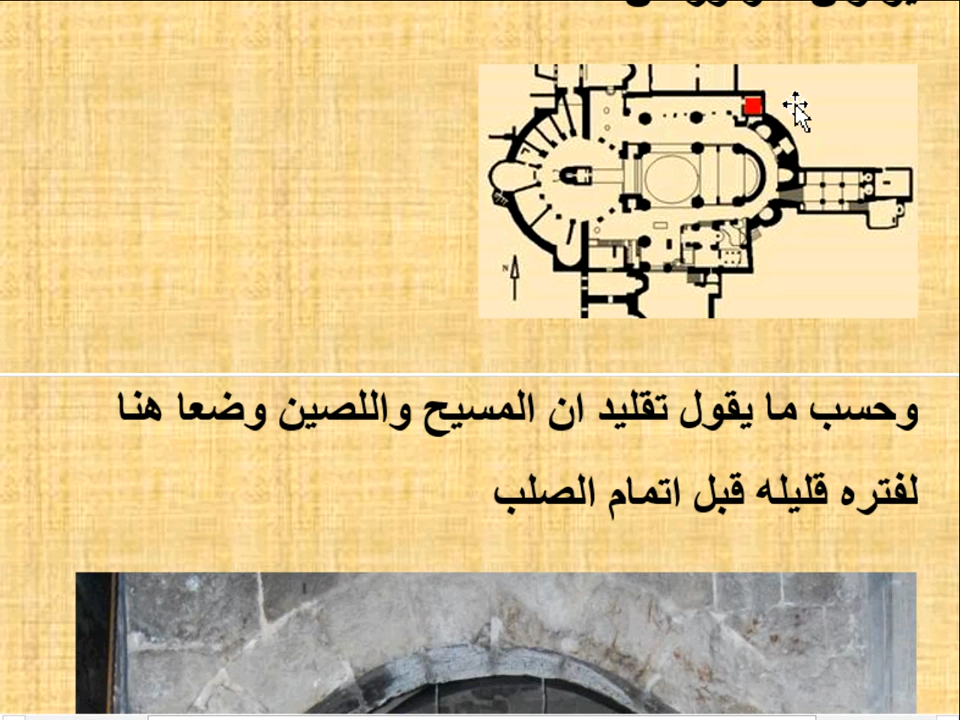 وحسب ما يقول تقليد ان المسيح واللصين وضعا هنا
لفتره قليله قبل اتمام الصلب
N